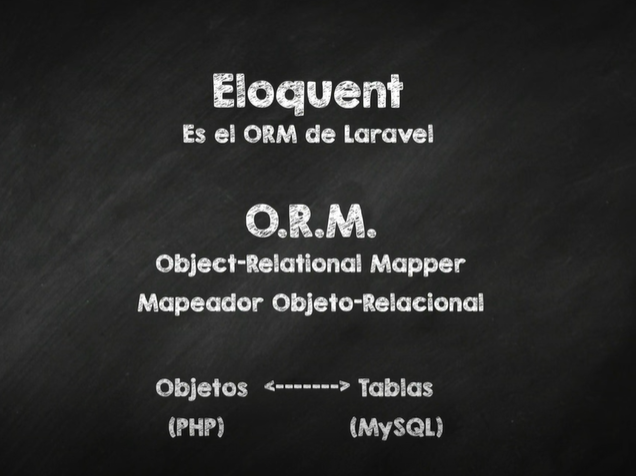 Eloquent
Es el ORM de Laravel
O.R.M.
Object-Relational Mapper
Mapeador Objeto-Relacional
Objetos <-------> Tablas
(PHP) (MySQL)